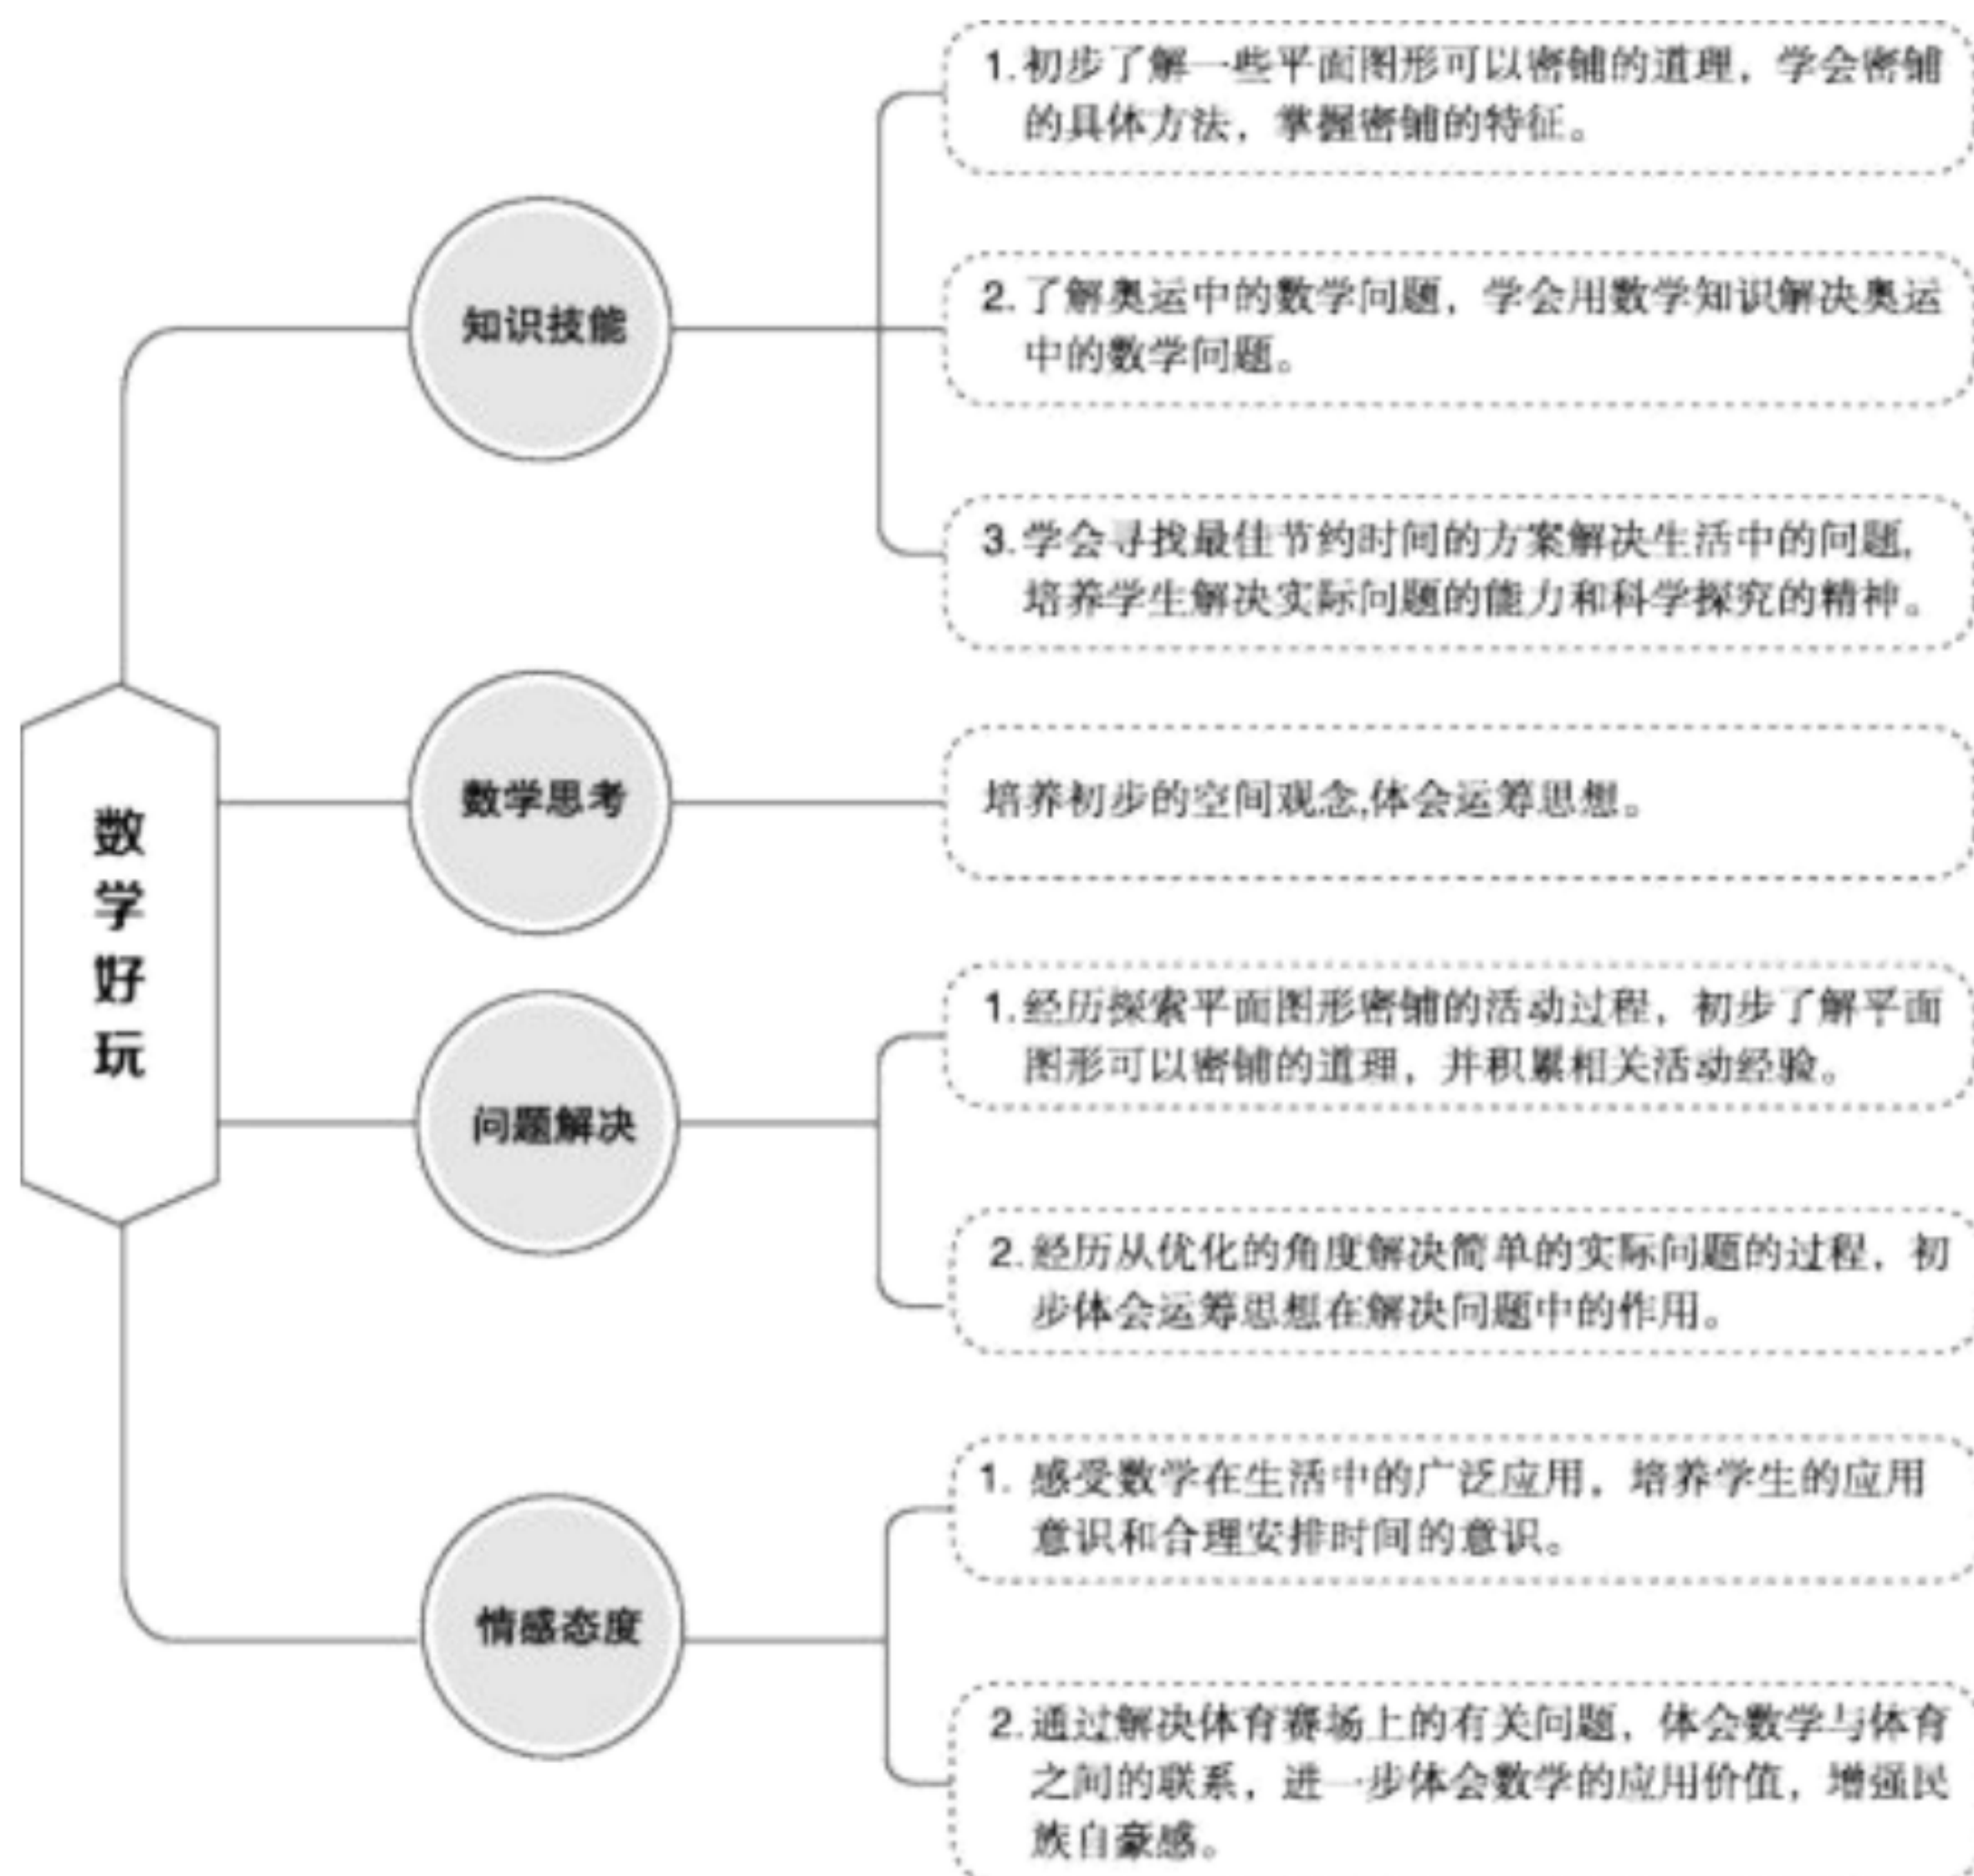 数学好玩
知识技能
1.初步了解一些平面图形可以密铺的道理，学会密铺
的具体方法，掌握密铺的特征。
2.了解奥运中的数学问题，学会用数学知识解决奥运
中的数学问题。
3.学会寻找最佳节约时间的方案解决生活中的问题,
培养学生解决实际问题的能力和科学探究的精神。
数学思考
培养初步的空间观念,体会运筹思想。
问题解决
1.经历探索平面图形密铺的活动过程，初步了解平面
图形可以密铺的道理，并积累相关活动经验。
2.经历从优化的角度解决简单的实际问题的过程，初
步体会运筹思想在解决问题中的作用。
情感态度
1. 感受数学在生活中的广泛应用，培养学生的应用
意识和合理安排时间的意识。
2.通过解决体育赛场上的有关问题，体会数学与体育
之间的联系，进一步体会数学的应用价值，增强民
族自豪感。